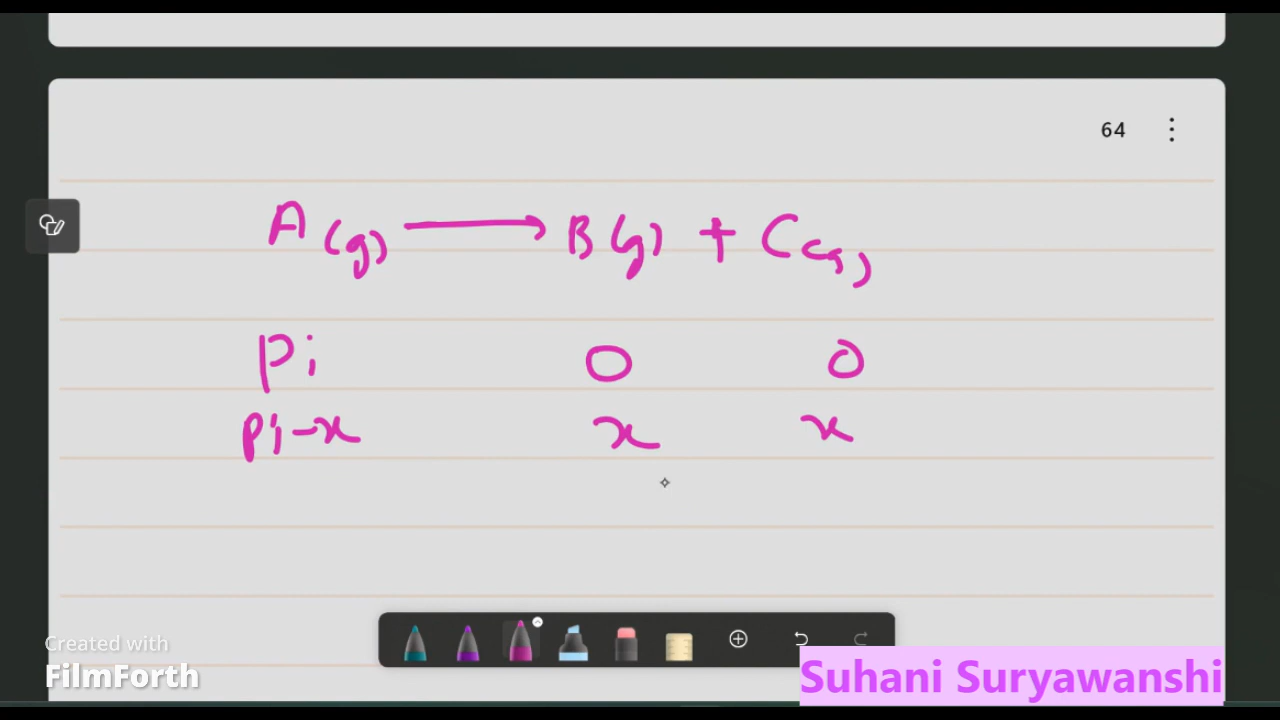 64
A(g) ⟶ B(g) + C(g)
Pi 0 0
Pi-x x x
Created with
FilmForth
Suhani Suryawanshi